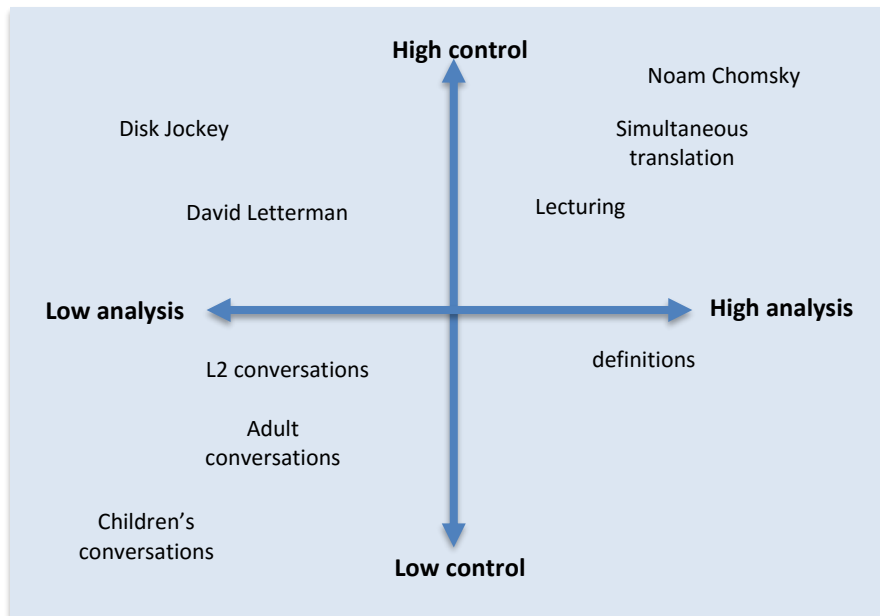 High control
Noam Chomsky
Disk Jockey
Simultaneous
translation
David Letterman
Lecturing
Low analysis
High analysis
L2 conversations
definitions
Adult
conversations
Children’s
conversations
Low control